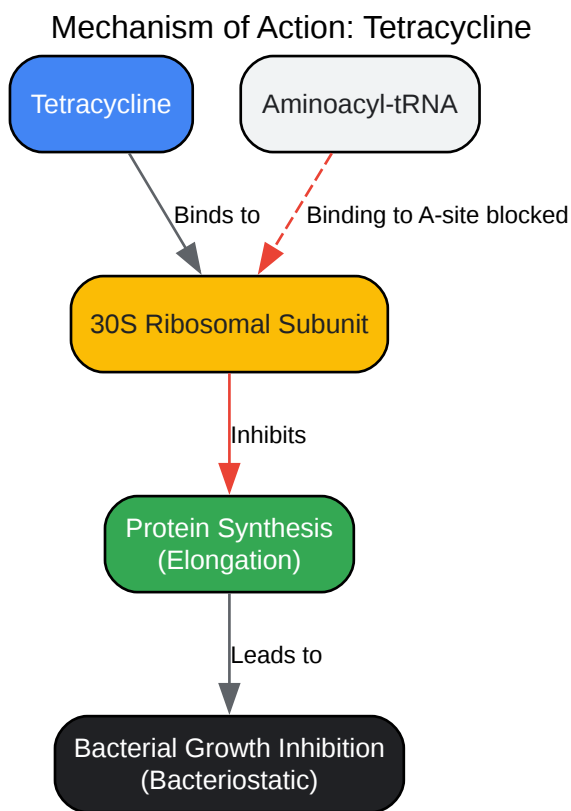 Mechanism of Action: Tetracycline
Tetracycline
Aminoacyl-tRNA
Binds to
Binding to A-site blocked
30S Ribosomal Subunit
Inhibits
Protein Synthesis
(Elongation)
Leads to
Bacterial Growth Inhibition
(Bacteriostatic)